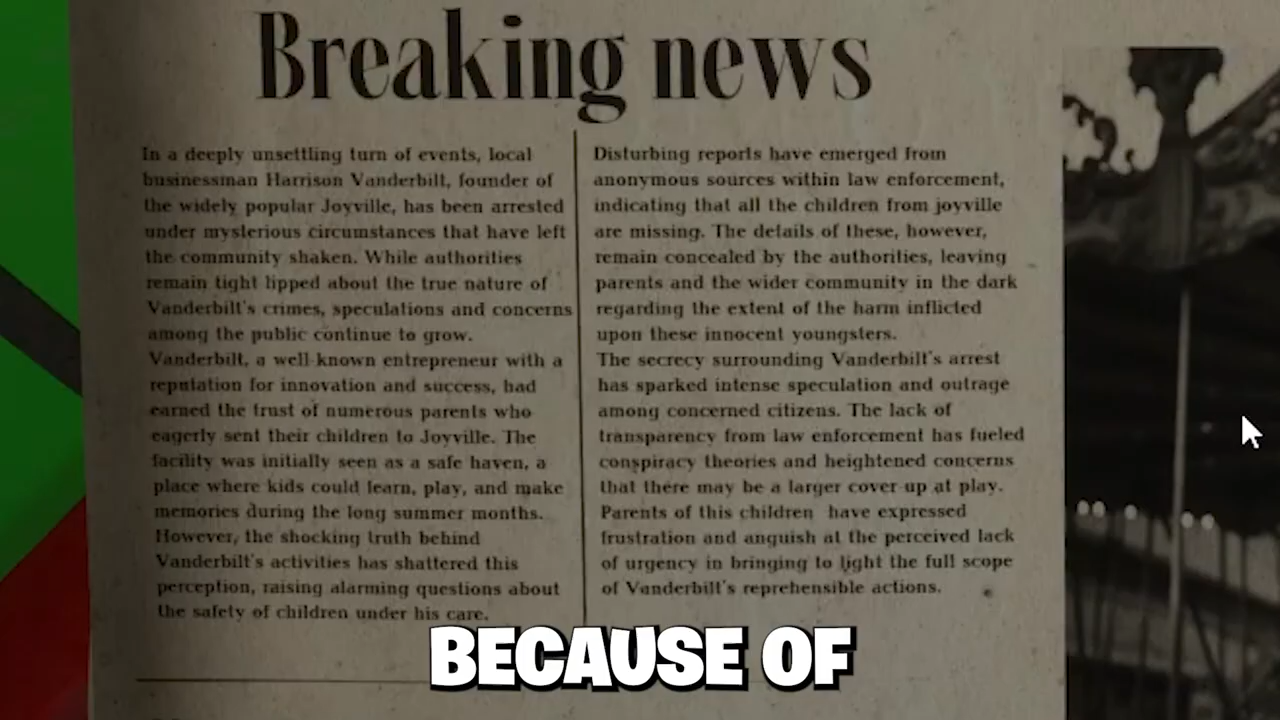 Breaking news
In a deeply unsettling turn of events, local
businessman Harrison Vanderbilt, founder of
the widely popular Joyville, has been arrested
under mysterious circumstances that have left
the community shaken. While authorities
remain tight lipped about the true nature of
Vanderbilt's crimes, speculations and concerns
among the public continue to grow.
Vanderbilt, a well-known entrepreneur with a
reputation for innovation and success, had
earned the trust of numerous parents who
eagerly sent their children to Joyville. The
facility was initially seen as a safe haven, a
place where kids could learn, play, and make
memories during the long summer months.
However, the shocking truth behind
Vanderbilt's activities has shattered this
perception, raising alarming questions about
the safety of children under his care.
Disturbing reports have emerged from
anonymous sources within law enforcement,
indicating that all the children from joyville
are missing. The details of these, however,
remain concealed by the authorities, leaving
parents and the wider community in the dark
regarding the extent of the harm inflicted
upon these innocent youngsters.
The secrecy surrounding Vanderbilt's arrest
has sparked intense speculation and outrage
among concerned citizens. The lack of
transparency from law enforcement has fueled
conspiracy theories and heightened concerns
that there may be a larger cover-up at play.
Parents of this children have expressed
frustration and anguish at the perceived lack
of urgency in bringing to light the full scope
of Vanderbilt's reprehensible actions.
BECAUSE OF